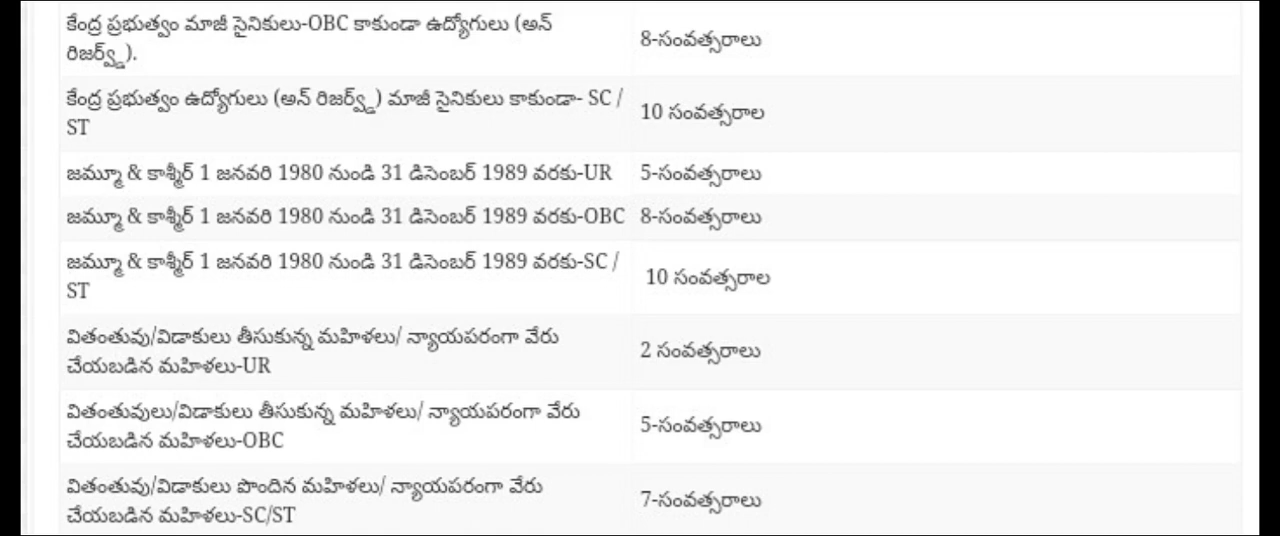 కేంద్ర ప్రభుత్వం మాజీ సైనికులు-OBC కాకుండా ఉద్యోగులు (అన్
రిజర్వ్డ్).
8-సంవత్సరాలు
కేంద్ర ప్రభుత్వం ఉద్యోగులు (అన్ రిజర్వ్డ్) మాజీ సైనికులు కాకుండా- SC /
ST
10 సంవత్సరాల
జమ్మూ & కాశ్మీర్ 1 జనవరి 1980 నుండి 31 డిసెంబర్ 1989 వరకు-UR
5-సంవత్సరాలు
జమ్మూ & కాశ్మీర్ 1 జనవరి 1980 నుండి 31 డిసెంబర్ 1989 వరకు-OBC
8-సంవత్సరాలు
జమ్మూ & కాశ్మీర్ 1 జనవరి 1980 నుండి 31 డిసెంబర్ 1989 వరకు-SC /
ST
10 సంవత్సరాల
వితంతువు/విడాకులు తీసుకున్న మహిళలు/ న్యాయపరంగా వేరు
చేయబడిన మహిళలు-UR
2 సంవత్సరాలు
వితంతువులు/విడాకులు తీసుకున్న మహిళలు/ న్యాయపరంగా వేరు
చేయబడిన మహిళలు-OBC
5-సంవత్సరాలు
వితంతువు/విడాకులు పొందిన మహిళలు/ న్యాయపరంగా వేరు
చేయబడిన మహిళలు-SC/ST
7-సంవత్సరాలు